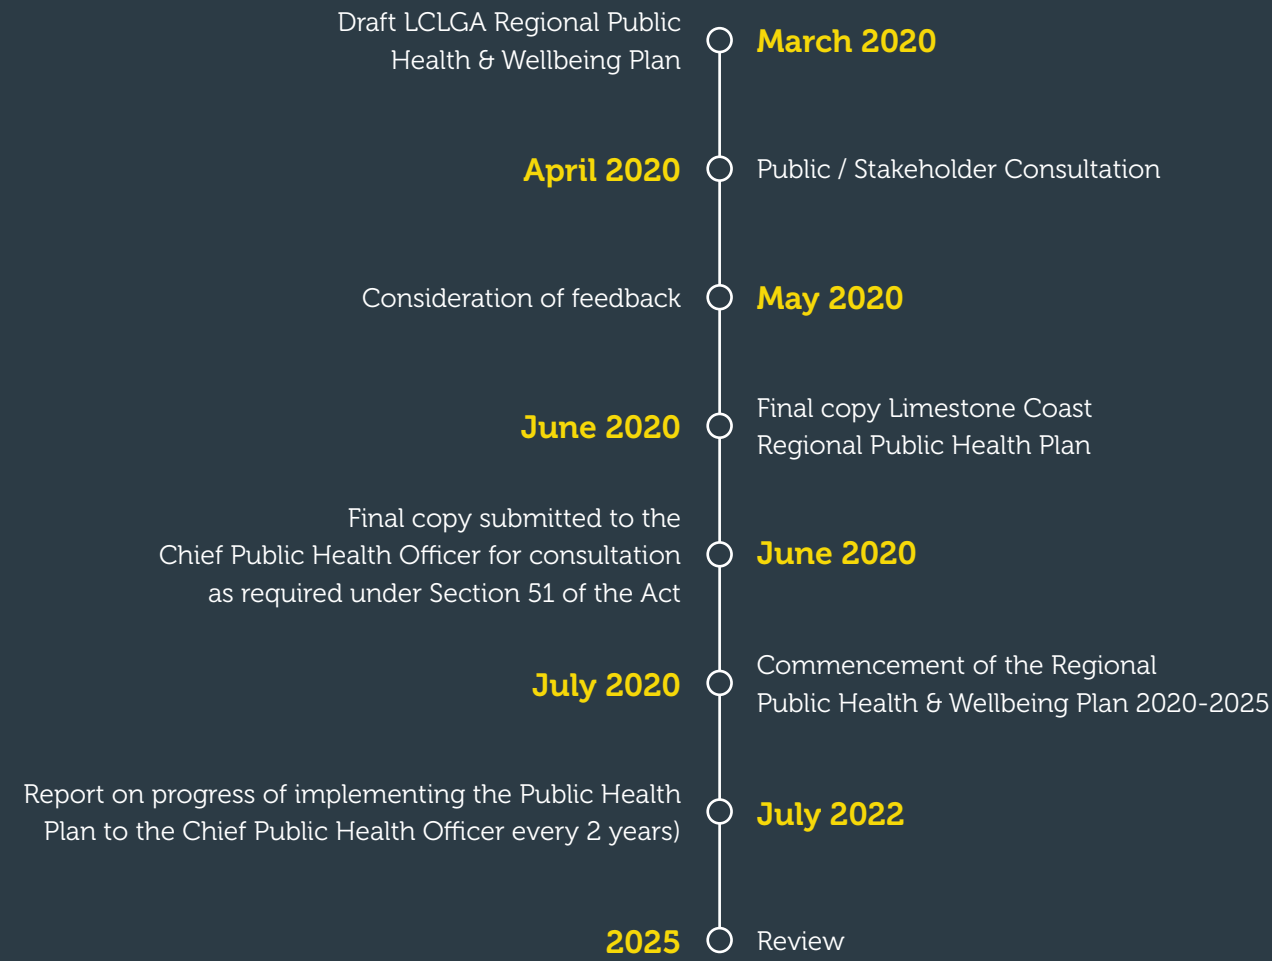 Draft LCLGA Regional Public
Health & Wellbeing Plan
March 2020
April 2020
Public / Stakeholder Consultation
Consideration of feedback
May 2020
June 2020
Final copy Limestone Coast
Regional Public Health Plan
Final copy submitted to the
Chief Public Health Officer for consultation
as required under Section 51 of the Act
June 2020
July 2020
Commencement of the Regional
Public Health & Wellbeing Plan 2020-2025
Report on progress of implementing the Public Health
Plan to the Chief Public Health Officer every 2 years)
July 2022
2025
Review